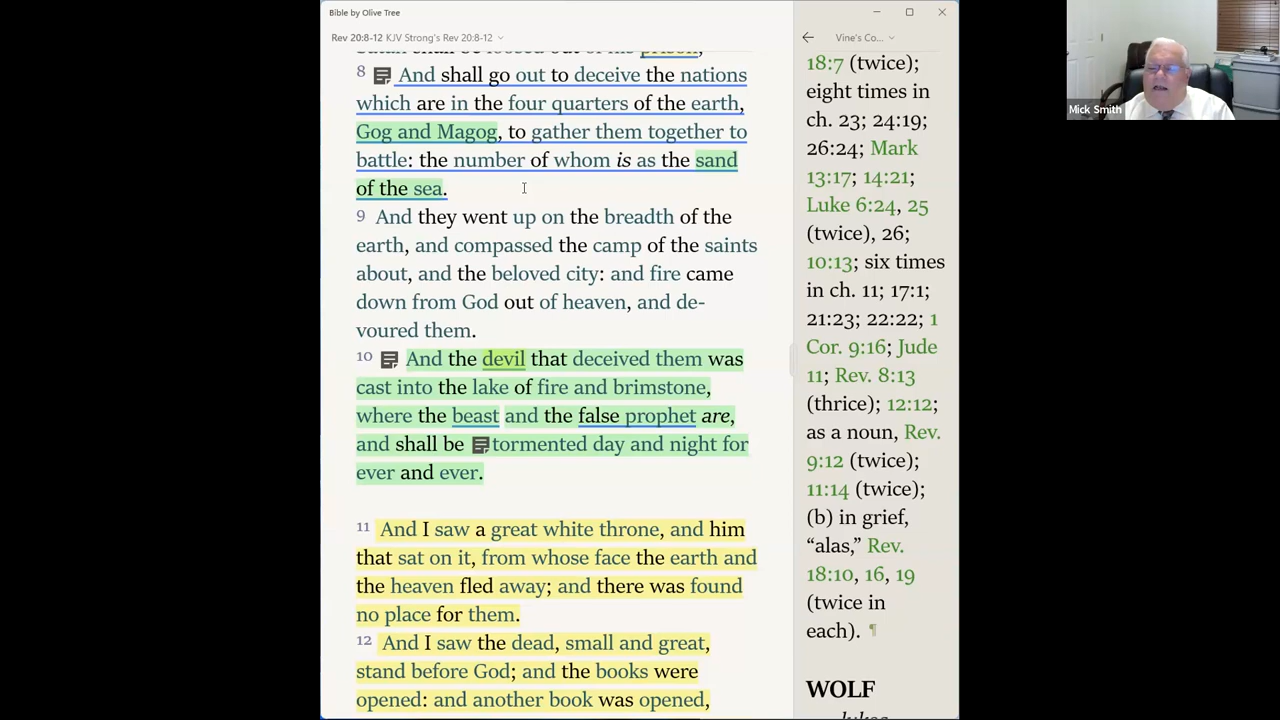 Bible by Olive Tree
Rev 20:8-12 KJV Strong's Rev 20:8-12
Satan shall be loosed out of his prison,
8 And shall go out to deceive the nations
which are in the four quarters of the earth,
Gog and Magog, to gather them together to
battle: the number of whom is as the sand
of the sea.
9 And they went up on the breadth of the
earth, and compassed the camp of the saints
about, and the beloved city: and fire came
down from God out of heaven, and de-
voured them.
10 And the devil that deceived them was
cast into the lake of fire and brimstone,
where the beast and the false prophet are,
and shall be tormented day and night for
ever and ever.
11 And I saw a great white throne, and him
that sat on it, from whose face the earth and
the heaven fled away; and there was found
no place for them.
12 And I saw the dead, small and great,
stand before God; and the books were
opened: and another book was opened,
Vine's Co...
18:7 (twice);
eight times in
ch. 23; 24:19;
26:24; Mark
13:17; 14:21;
Luke 6:24, 25
(twice), 26;
10:13; six times
in ch. 11; 17:1;
21:23; 22:22; 1
Cor. 9:16; Jude
11; Rev. 8:13
(thrice); 12:12;
as a noun, Rev.
9:12 (twice);
11:14 (twice);
(b) in grief,
“alas,” Rev.
18:10, 16, 19
(twice in
each). ¶
WOLF
lukos
Mick Smith